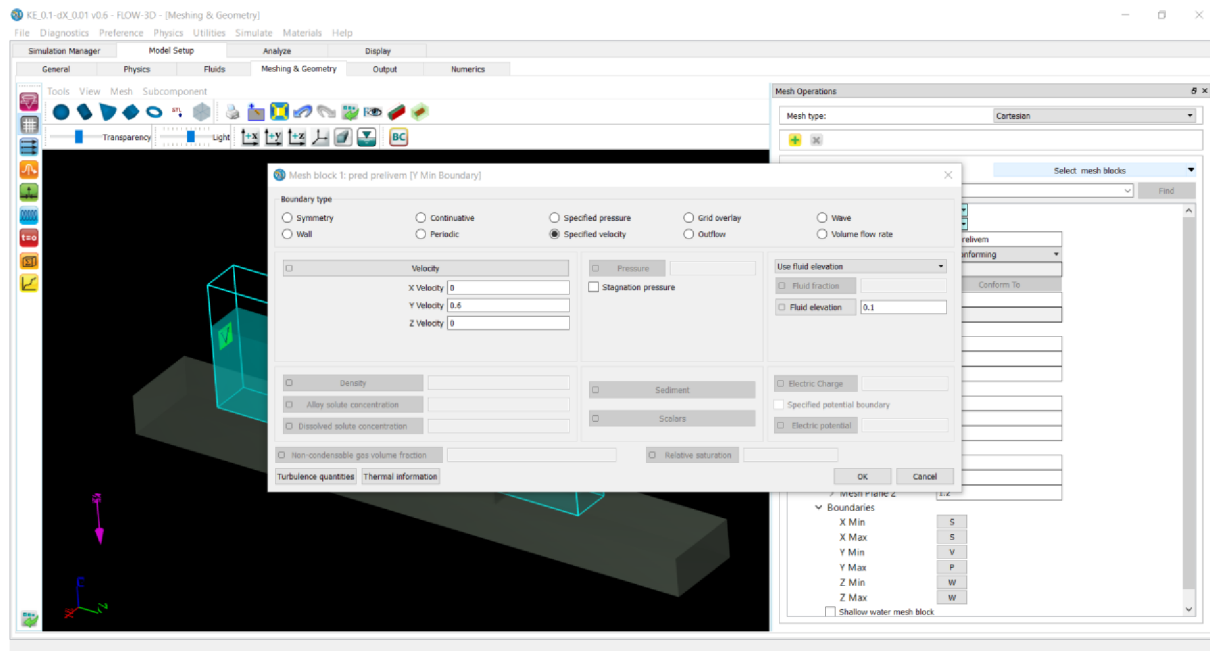 KE_0.1-dX_0.01 v0.6 - FLOW-3D - [Meshing & Geometry]
File Diagnostics Preference Physics Utilities Simulate Materials Help
Simulation Manager Model Setup Analyze Display
General Physics Fluids Meshing & Geometry Output Numerics
Tools View Mesh Subcomponent
Mesh Operations
Mesh type: Cartesian
Transparency Light +X +Y +Z BC
Select mesh blocks
Find
Mesh block 1: pred prelivem [Y Min Boundary]
Boundary type
Symmetry Continuative Specified pressure Grid overlay Wave
Wall Periodic Specified velocity Outflow Volume flow rate
relivem
onforming
Conform To
Velocity Pressure Use fluid elevation
X Velocity 0 Stagnation pressure Fluid fraction
Y Velocity 0.6 Fluid elevation 0.1
Z Velocity 0
V
t=0
Density Sediment Electric Charge
Alloy solute concentration Specified potential boundary
Dissolved solute concentration Scalars Electric potential
Non-condensable gas volume fraction Relative saturation
Turbulence quantities Thermal information OK Cancel
Mesh Plane 2 1.2
Boundaries
X Min S
X Max S
Y Min V
Y Max P
Z Min W
Z Max W
Shallow water mesh block